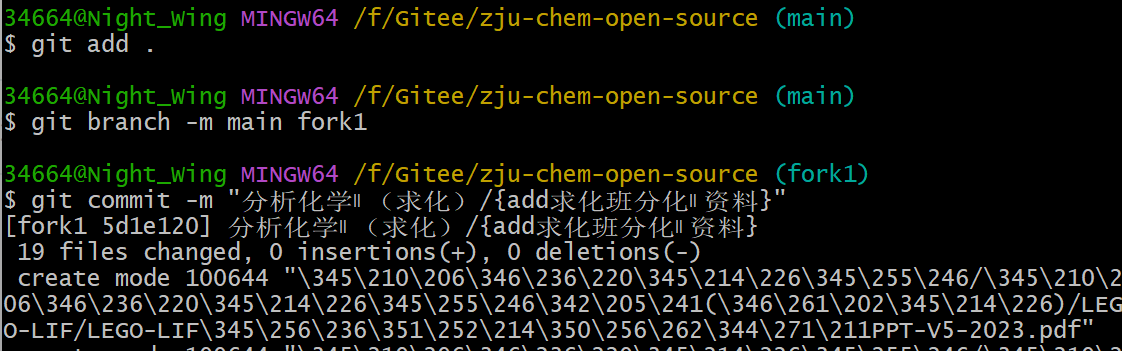 34664@Night_Wing MINGW64 /f/Gitee/zju-chem-open-source (main)
$ git add .
34664@Night_Wing MINGW64 /f/Gitee/zju-chem-open-source (main)
$ git branch -m main fork1
34664@Night_Wing MINGW64 /f/Gitee/zju-chem-open-source (fork1)
$ git commit -m "分析化学Ⅱ（求化）/{add求化班分化Ⅱ资料}"
[fork1 5d1e120] 分析化学Ⅱ（求化）/{add求化班分化Ⅱ资料}
 19 files changed, 0 insertions(+), 0 deletions(-)
 create mode 100644 "\345\210\206\346\236\220\345\214\226\345\255\246/\345\210\2
06\346\236\220\345\214\226\345\255\246\342\205\241(\346\261\202\345\214\226)/LEG
O-LIF/LEGO-LIF\345\256\236\351\252\214\350\256\262\344\271\211PPT-V5-2023.pdf"